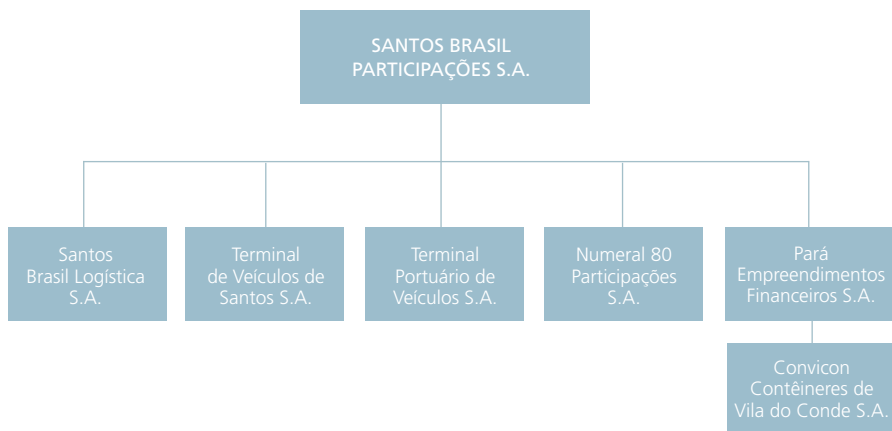 SANTOS BRASIL
PARTICIPAÇÕES S.A.
Santos
Brasil Logística
S.A.
Terminal
de Veículos de
Santos S.A.
Terminal
Portuário de
Veículos S.A.
Numeral 80
Participações
S.A.
Pará
Empreendimentos
Financeiros S.A.
Convicon
Contêineres de
Vila do Conde S.A.